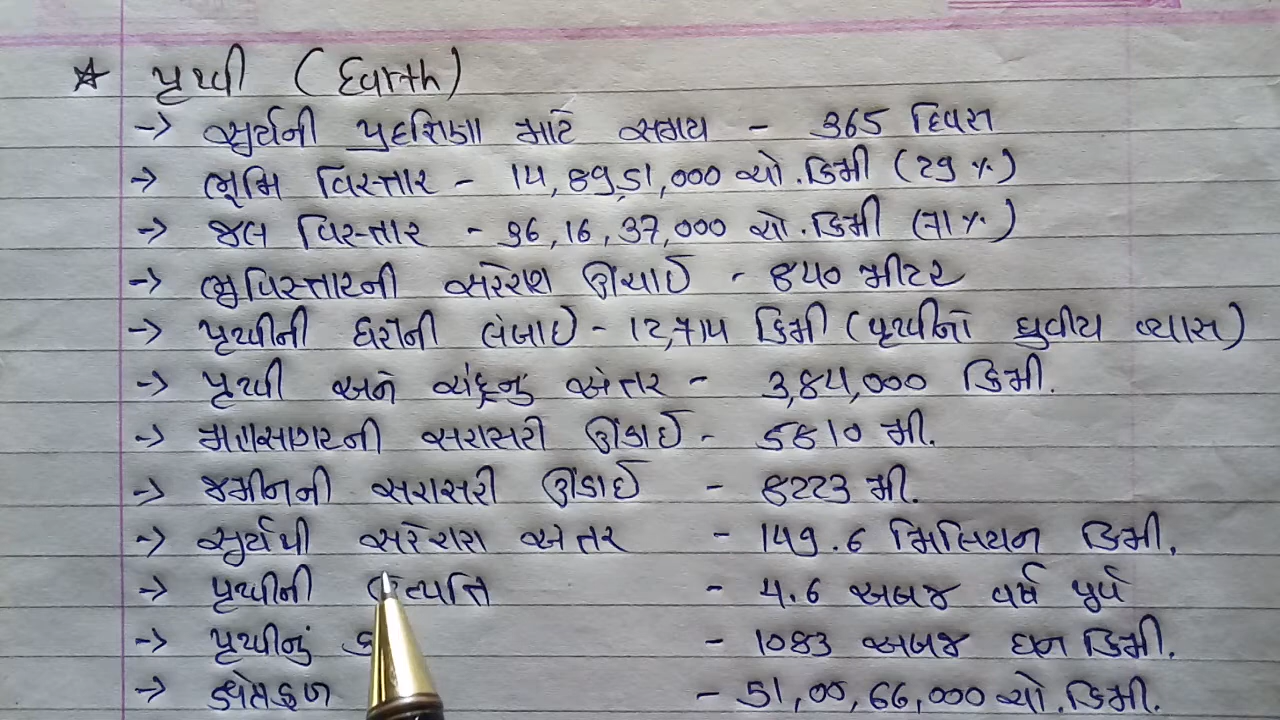 ☆ પૃથ્વી (Earth)
→ સૂર્યની પ્રદક્ષિણા માટે સમય - 365 દિવસ
→ ભૂમિ વિસ્તાર - 14,89,51,000 ચો.કિમી (29 %)
→ જલ વિસ્તાર - 36,16,37,000 ચો.કિમી (71 %)
→ ભુવિસ્તારની સરેરાશ ઊંચાઈ - 840 મીટર
→ પૃથ્વીની ધરીની લંબાઈ - 12,714 કિમી (પૃથ્વીનો ધ્રુવીય વ્યાસ)
→ પૃથ્વી અને ચંદ્રનું અંતર - 3,84,000 કિમી.
→ મહાસાગરની સરાસરી ઊંડાઈ - 5810 મી.
→ જમીનની સરાસરી ઊંડાઈ - 8223 મી.
→ સૂર્યથી સરેરાશ અંતર - 149.6 મિલિયન કિમી.
→ પૃથ્વીની ઉત્પત્તિ - 4.6 અબજ વર્ષ પૂર્વ
→ પૃથ્વીનું - 1083 અબજ ઘન કિમી.
→ ક્ષેત્રફળ - 51,00,66,000 ચો.કિમી.